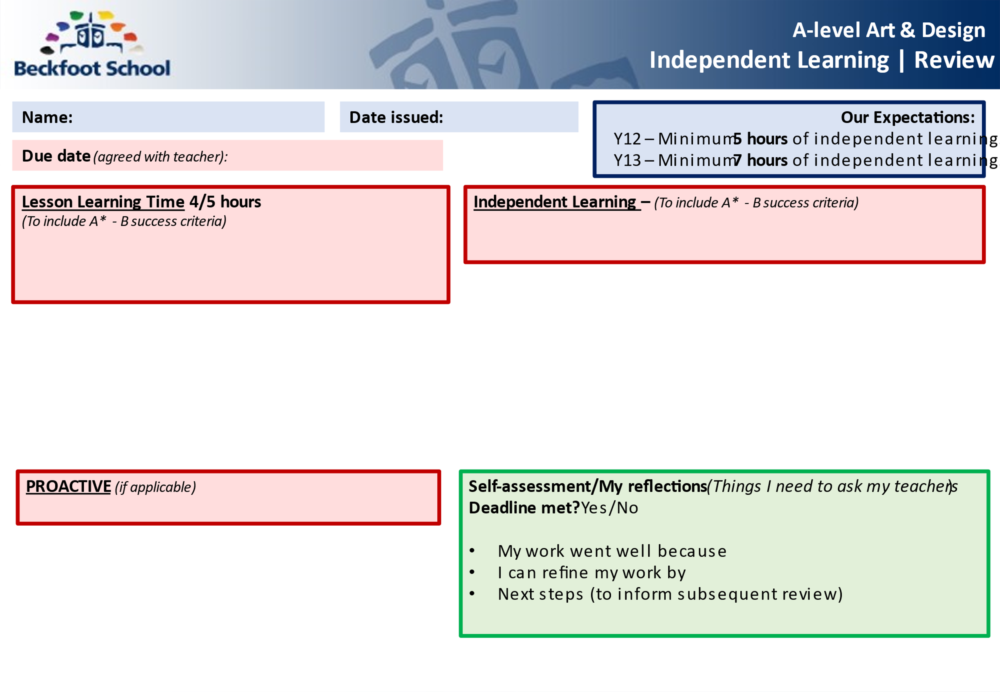 Beckfoot School
A-level Art & Design
Independent Learning | Review
Name:
Date issued:
Our Expectations:
Y12 – Minimum 5 hours of independent learning.
Y13 – Minimum 7 hours of independent learning.
Due date (agreed with teacher):
Lesson Learning Time 4/5 hours
(To include A* - B success criteria)
Independent Learning – (To include A* - B success criteria)
PROACTIVE (if applicable)
Self-assessment/My reflections (Things I need to ask my teachers)
Deadline met? Yes/No
• My work went well because
• I can refine my work by
• Next steps (to inform subsequent review)